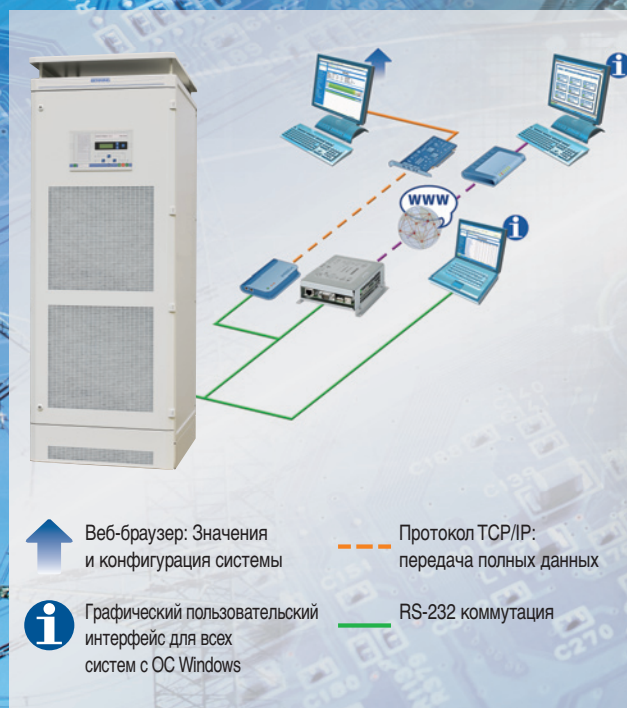 WWW
Веб-браузер: Значения
и конфигурация системы
Протокол TCP/IP:
передача полных данных
Графический пользовательский
интерфейс для всех
систем с ОС Windows
RS-232 коммутация
C270